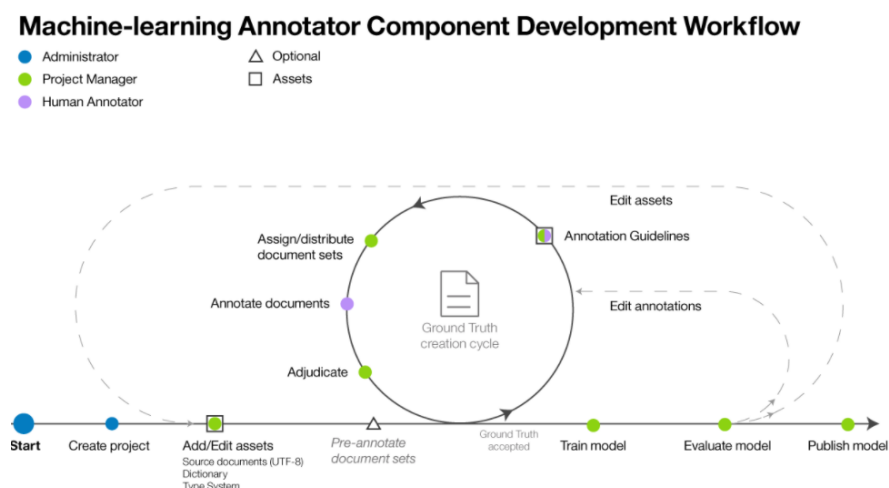 Machine-learning Annotator Component Development Workflow
Administrator
Optional
Project Manager
Assets
Human Annotator
Edit assets
Assign/distribute
document sets
Annotation Guidelines
Annotate documents
Edit annotations
Ground Truth
creation cycle
Adjudicate
Start
Create project
Add/Edit assets
Source documents (UTF-8)
Dictionary
Type System
Pre-annotate
document sets
Ground Truth
accepted
Train model
Evaluate model
Publish model